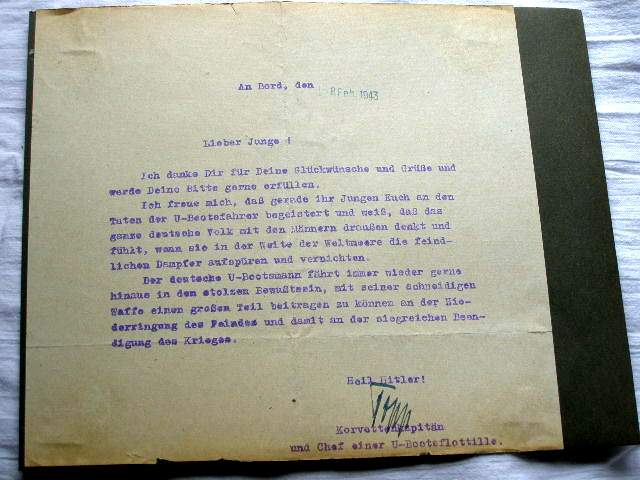 An Bord, den 8 Feb. 1943
Lieber Junge !
Ich danke Dir für Deine Glückwünsche und Grüße und
werde Deine Bitte gerne erfüllen.
Ich freue mich, daß gerade ihr Jungen Euch an den
Taten der U-Bootsfahrer begeistert und weiß, daß das
ganze deutsche Volk mit den Männern draußen denkt und
fühlt, wenn sie in der Weite der Weltmeere die feind-
lichen Dampfer aufspüren und vernichten.
Der deutsche U-Bootsmann fährt immer wieder gerne
hinaus in dem stolzen Bewußtsein, mit seiner schneidigen
Waffe einen großen Teil beitragen zu können an der Nie-
derringung des Feindes und damit an der siegreichen Been-
digung des Krieges.
Heil Hitler!
Korvettenkapitän
und Chef einer U-Bootsflottille.